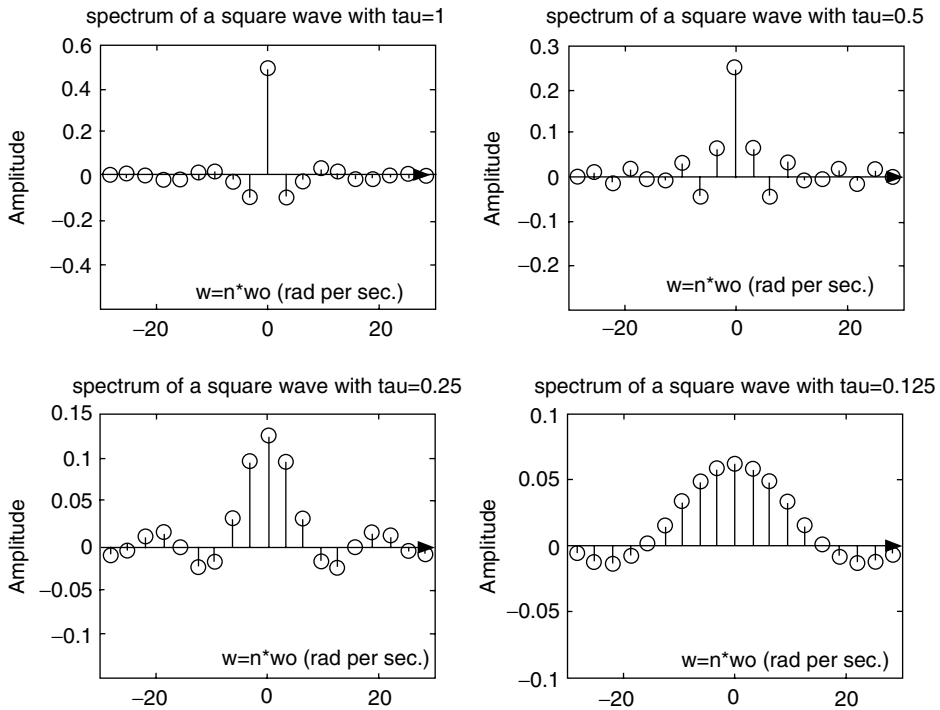 spectrum of a square wave with tau=1
0.6
0.4
0.2
0
−0.2
−0.4
Amplitude
w=n*wo (rad per sec.)
−20
0
20
spectrum of a square wave with tau=0.5
0.3
0.2
0.1
0
−0.1
−0.2
Amplitude
w=n*wo (rad per sec.)
−20
0
20
spectrum of a square wave with tau=0.25
0.15
0.1
0.05
0
−0.05
−0.1
Amplitude
w=n*wo (rad per sec.)
−20
0
20
spectrum of a square wave with tau=0.125
0.1
0.05
0
−0.05
−0.1
Amplitude
w=n*wo (rad per sec.)
−20
0
20